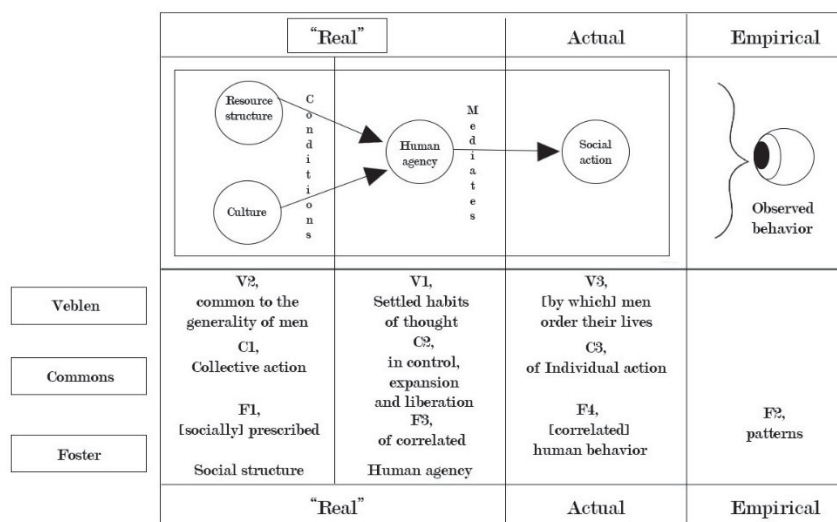 “Real”
Actual
Empirical
Resource
structure
Conditions
Human
agency
Mediates
Social
action
Culture
Observed
behavior
Veblen
V2,
common to the
generality of men
V1,
Settled habits
of thought
V3,
[by which] men
order their lives
Commons
C1,
Collective action
C2,
in control,
expansion
and liberation
C3,
of Individual action
Foster
F1,
[socially] prescribed
F3,
of correlated
F4,
[correlated]
human behavior
F2,
patterns
Social structure
Human agency
“Real”
Actual
Empirical